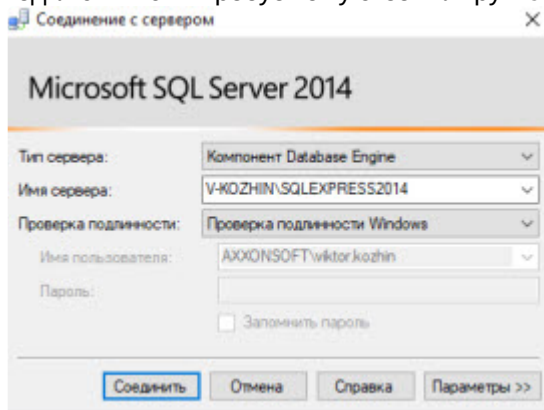 Соединение с сервером
Microsoft SQL Server 2014
Тип сервера: Компонент Database Engine
Имя сервера: V-KOZHIN\SQLEXPRESS2014
Проверка подлинности: Проверка подлинности Windows
Имя пользователя: AXXONSOFT\viktor.kozhin
Пароль:
Запомнить пароль
Соединить Отмена Справка Параметры >>